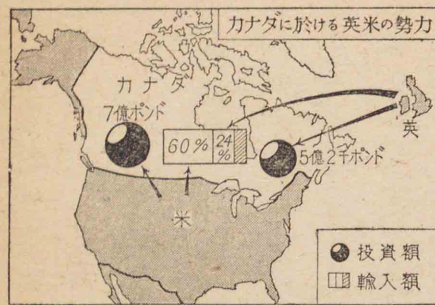 カナダに於ける英米の勢力
カナダ
7億ポンド
60%
24%
5億2千ポンド
英
米
投資額
輸入額